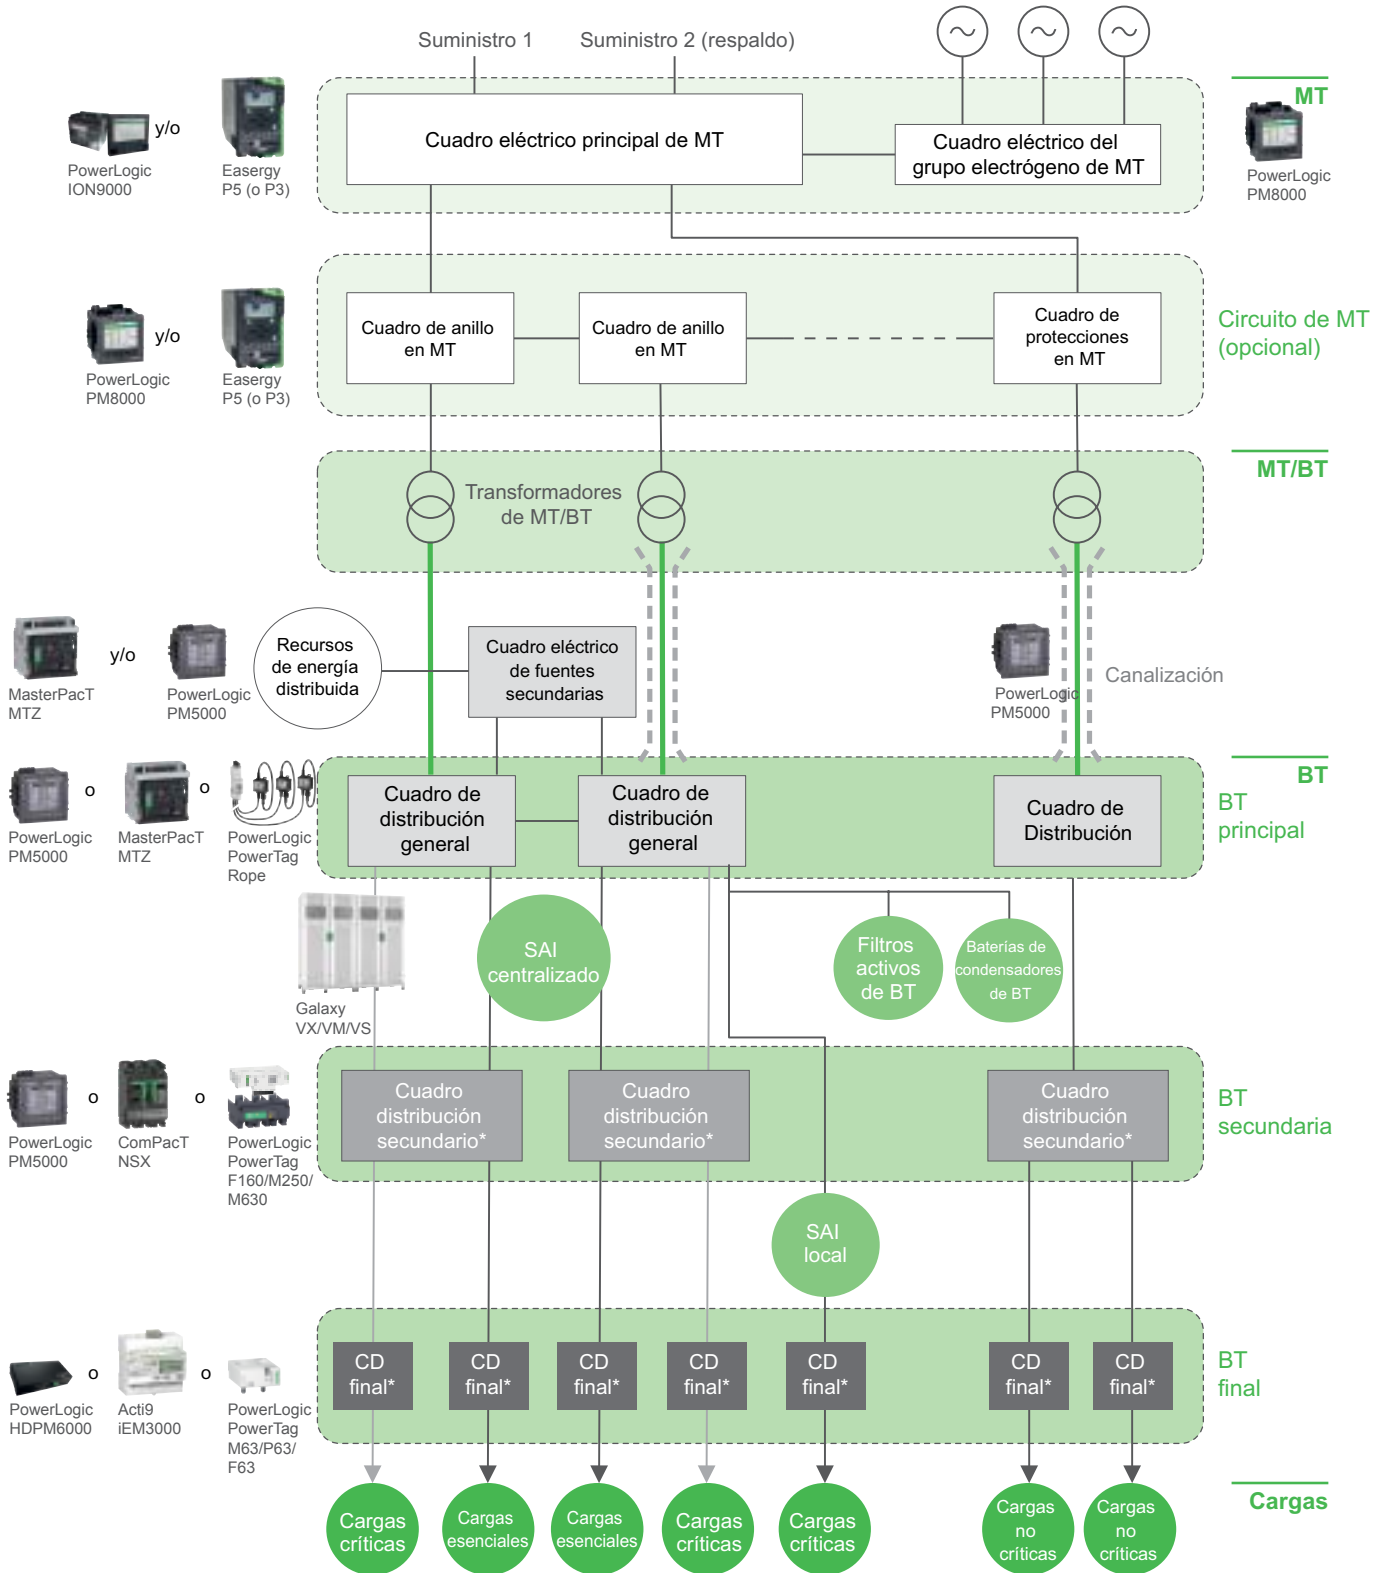 Suministro 1
Suministro 2 (respaldo)
MT
Cuadro eléctrico principal de MT
Cuadro eléctrico del
grupo electrógeno de MT
y/o
PowerLogic
ION9000
Easergy
P5 (o P3)
PowerLogic
PM8000
Circuito de MT
(opcional)
Cuadro de anillo
en MT
Cuadro de anillo
en MT
Cuadro de
protecciones
en MT
y/o
PowerLogic
PM8000
Easergy
P5 (o P3)
MT/BT
Transformadores
de MT/BT
y/o
MasterPacT
MTZ
PowerLogic
PM5000
Recursos
de energía
distribuida
Cuadro eléctrico
de fuentes
secundarias
PowerLogic
PM5000
Canalización
BT
BT
principal
o
o
PowerLogic
PM5000
MasterPacT
MTZ
PowerLogic
PowerTag
Rope
Cuadro de
distribución
general
Cuadro de
distribución
general
Cuadro de
Distribución
Galaxy
VX/VM/VS
SAI
centralizado
Filtros
activos
de BT
Baterías de
condensadores
de BT
BT
secundaria
o
o
PowerLogic
PM5000
ComPacT
NSX
PowerLogic
PowerTag
F160/M250/
M630
Cuadro
distribución
secundario*
Cuadro
distribución
secundario*
Cuadro
distribución
secundario*
SAI
local
BT
final
o
o
PowerLogic
HDPM6000
Acti9
iEM3000
PowerLogic
PowerTag
M63/P63/
F63
CD
final*
CD
final*
CD
final*
CD
final*
CD
final*
CD
final*
CD
final*
Cargas
Cargas
críticas
Cargas
esenciales
Cargas
esenciales
Cargas
críticas
Cargas
críticas
Cargas
no
críticas
Cargas
no
críticas